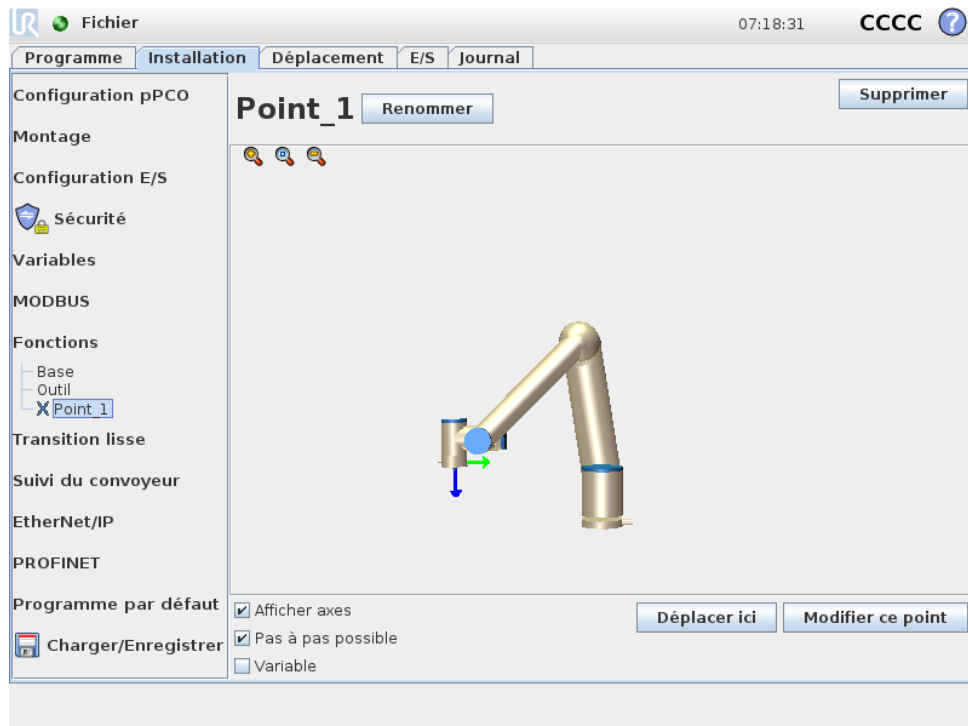 UR Fichier 07:18:31 CCCC ?
Programme Installation Déplacement E/S Journal
Configuration pPCO
Montage
Configuration E/S
Sécurité
Variables
MODBUS
Fonctions
Base
Outil
Point_1
Transition lisse
Suivi du convoyeur
EtherNet/IP
PROFINET
Programme par défaut
Charger/Enregistrer
Point_1 Renommer Supprimer
Afficher axes
Pas à pas possible
Variable
Déplacer ici Modifier ce point